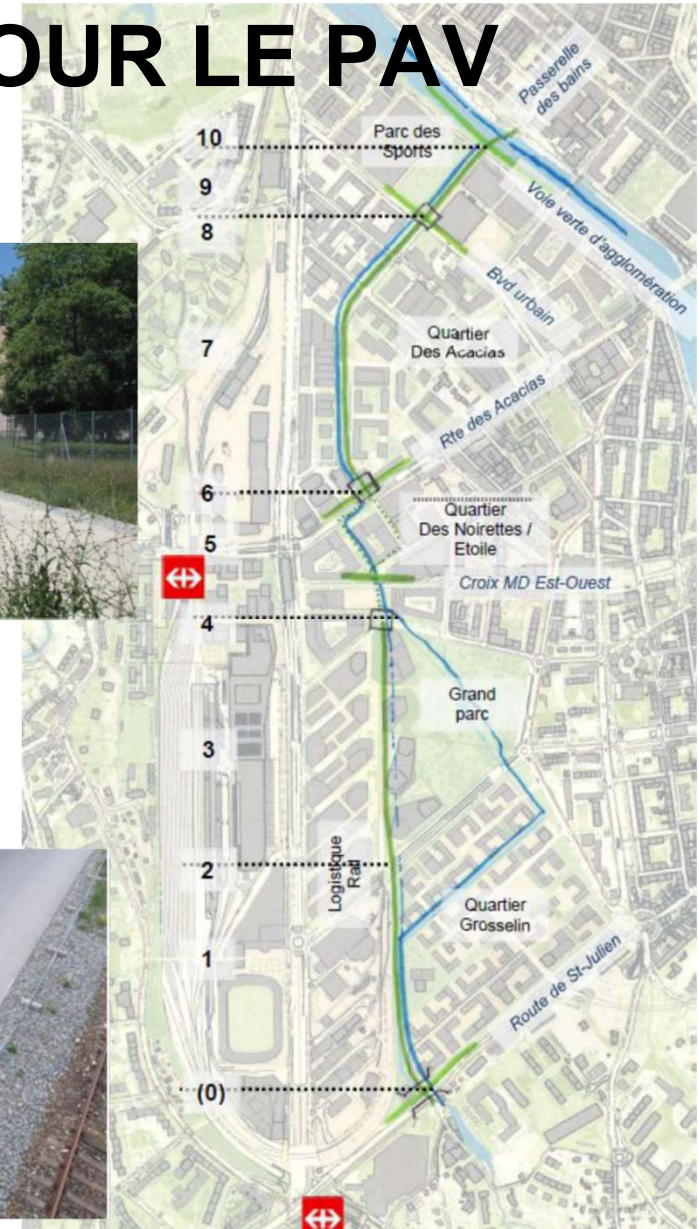 OUR LE PAV
Passerelle
des bains
10
Parc des
Sports
9
Voie verte d'agglomération
8
Bvd urbain
7
Quartier
Des Acacias
Rte des Acacias
6
Quartier
Des Noirettes /
Etoile
5
Croix MD Est-Ouest
4
Grand
parc
3
Logistique
Rail
2
Quartier
Grosselin
1
Route de St-Julien
(0)